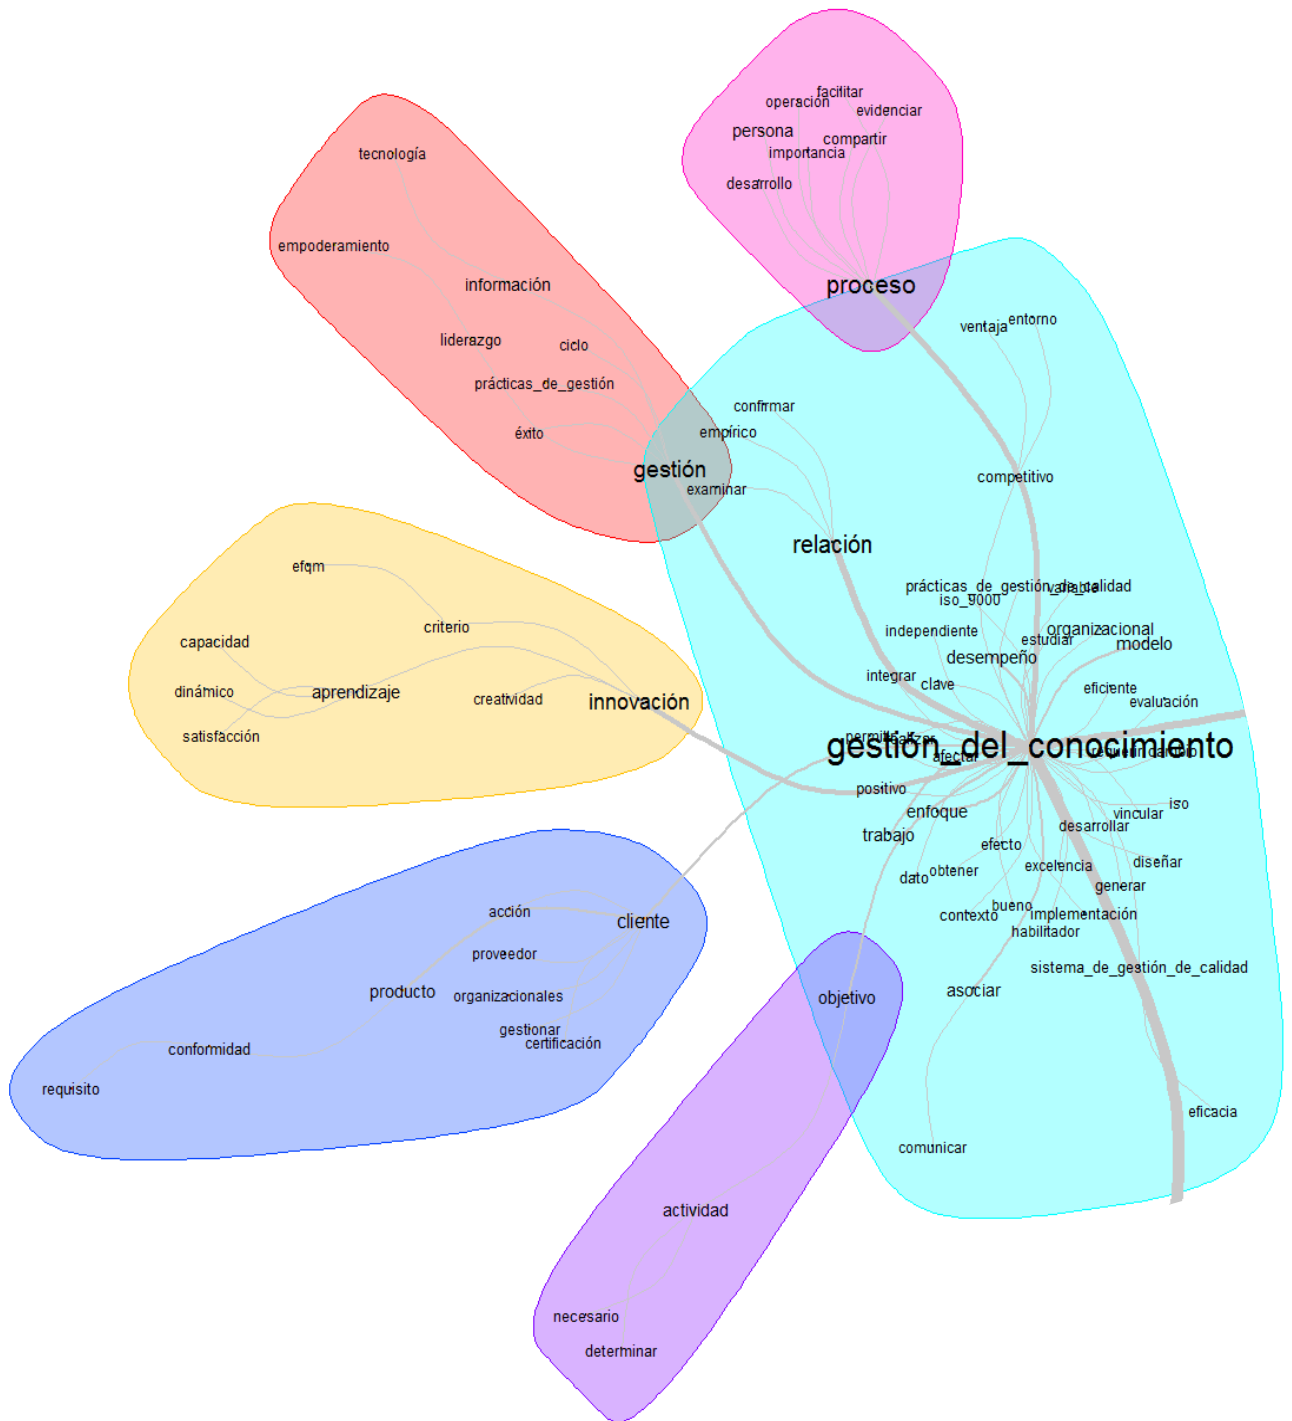 facilitar
operación
evidenciar
persona
compartir
importancia
desarrollo
proceso
tecnología
empoderamiento
información
liderazgo
ciclo
prácticas_de_gestión
éxito
gestión
ventaja
entorno
confirmar
empírico
examinar
competitivo
relación
prácticas_de_gestión_de_calidad
variable
iso_9000
independiente
estudiar
organizacional
modelo
desempeño
integrar
clave
eficiente
evaluación
efqm
criterio
capacidad
dinámico
aprendizaje
satisfacción
creatividad
innovación
gestión_del_conocimiento
realizar
afectar
requerir
cambio
positivo
enfoque
trabajo
iso
vincular
desarrollar
efecto
diseñar
excelencia
obtener
dato
generar
bueno
contexto
implementación
habilitador
sistema_de_gestión_de_calidad
asociar
eficacia
comunicar
acción
cliente
proveedor
producto
organizacionales
gestionar
certificación
conformidad
requisito
objetivo
actividad
necesario
determinar